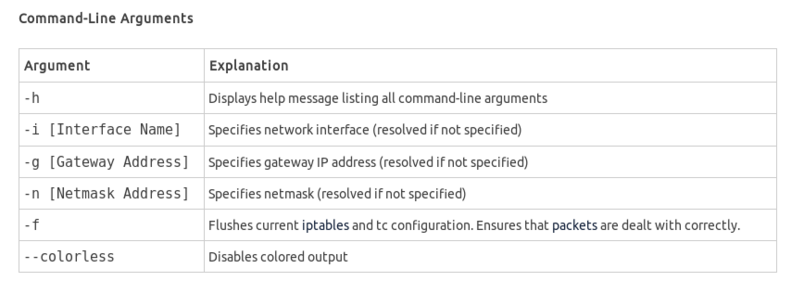 Command-Line Arguments
Argument Explanation
-h Displays help message listing all command-line arguments
-i [Interface Name] Specifies network interface (resolved if not specified)
-g [Gateway Address] Specifies gateway IP address (resolved if not specified)
-n [Netmask Address] Specifies netmask (resolved if not specified)
-f Flushes current iptables and tc configuration. Ensures that packets are dealt with correctly.
--colorless Disables colored output